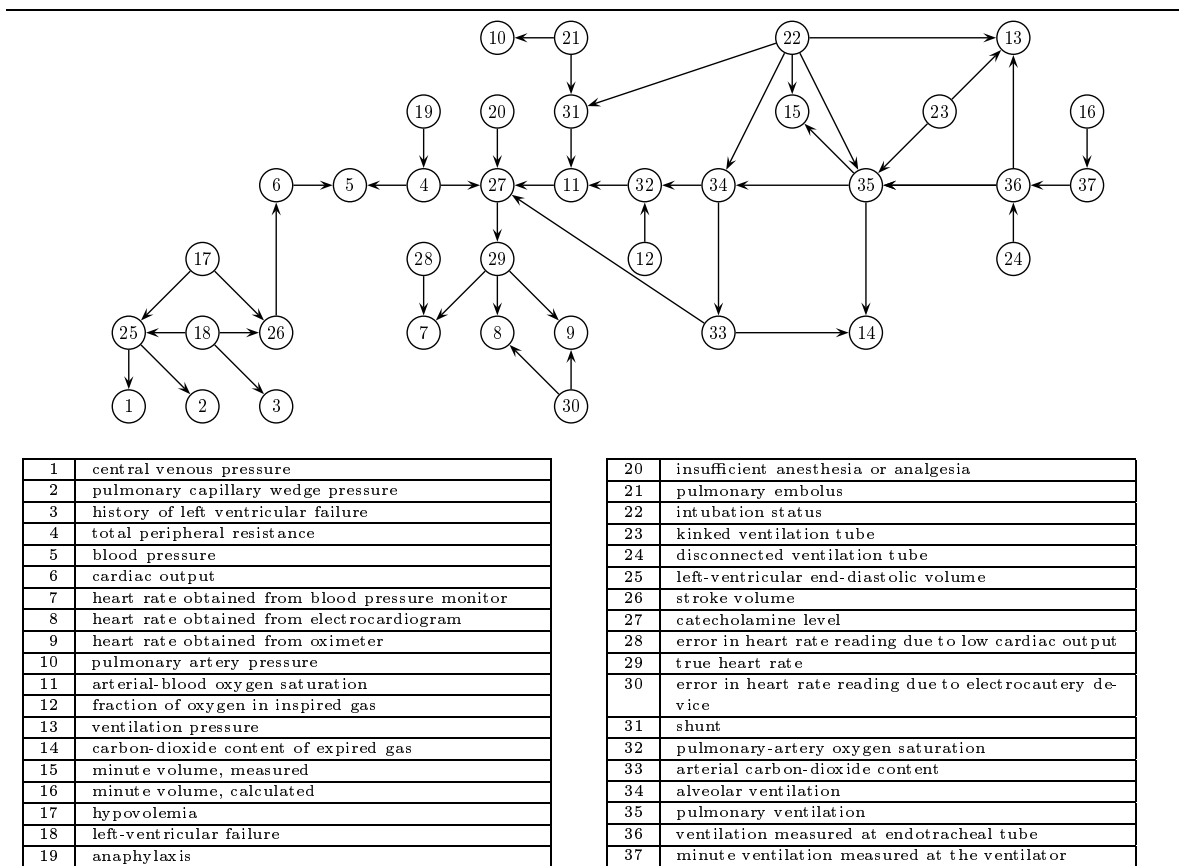 10 21 22 13
19 20 31 15 23 16
6 5 4 27 11 32 34 35 36 37
17 28 29 12 24
25 18 26 7 8 9 33 14
1 2 3 30
1 central venous pressure
2 pulmonary capillary wedge pressure
3 history of left ventricular failure
4 total peripheral resistance
5 blood pressure
6 cardiac output
7 heart rate obtained from blood pressure monitor
8 heart rate obtained from electrocardiogram
9 heart rate obtained from oximeter
10 pulmonary artery pressure
11 arterial-blood oxygen saturation
12 fraction of oxygen in inspired gas
13 ventilation pressure
14 carbon-dioxide content of expired gas
15 minute volume, measured
16 minute volume, calculated
17 hypovolemia
18 left-ventricular failure
19 anaphylaxis
20 insufficient anesthesia or analgesia
21 pulmonary embolus
22 intubation status
23 kinked ventilation tube
24 disconnected ventilation tube
25 left-ventricular end-diastolic volume
26 stroke volume
27 catecholamine level
28 error in heart rate reading due to low cardiac output
29 true heart rate
30 error in heart rate reading due to electrocautery de-
vice
31 shunt
32 pulmonary-artery oxygen saturation
33 arterial carbon-dioxide content
34 alveolar ventilation
35 pulmonary ventilation
36 ventilation measured at endotracheal tube
37 minute ventilation measured at the ventilator